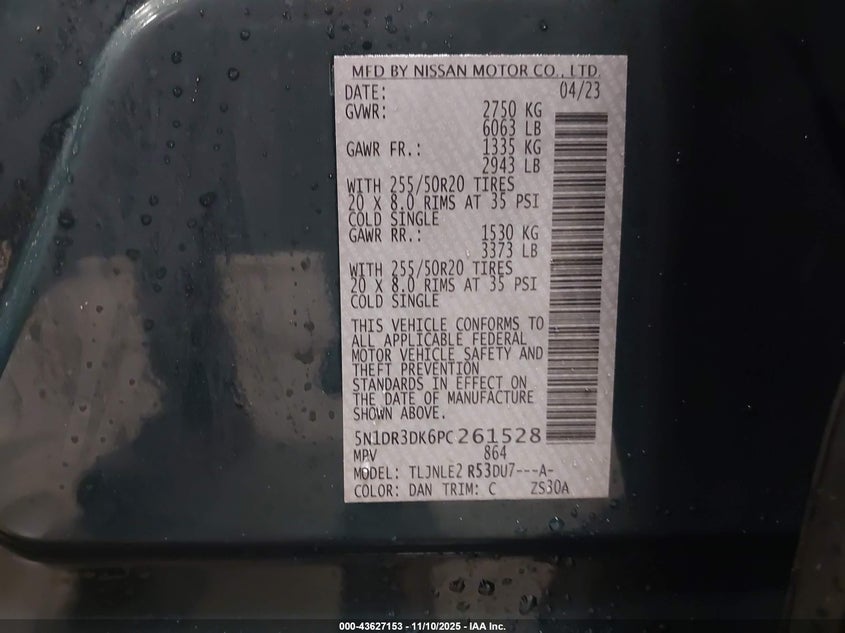 MFD BY NISSAN MOTOR CO., LTD.
DATE: 04/23
GVWR: 2750 KG
6063 LB
GAWR FR.: 1335 KG
2943 LB
WITH 255/50R20 TIRES
20 X 8.0 RIMS AT 35 PSI
COLD SINGLE
GAWR RR.: 1530 KG
3373 LB
WITH 255/50R20 TIRES
20 X 8.0 RIMS AT 35 PSI
COLD SINGLE
THIS VEHICLE CONFORMS TO
ALL APPLICABLE FEDERAL
MOTOR VEHICLE SAFETY AND
THEFT PREVENTION
STANDARDS IN EFFECT ON
THE DATE OF MANUFACTURE
SHOWN ABOVE.
5N1DR3DK6PC261528
MPV 864
MODEL: TLJNLE2 R53DU7---A-
COLOR: DAN TRIM: C ZS30A
000-43627153 - 11/10/2025 - IAA Inc.